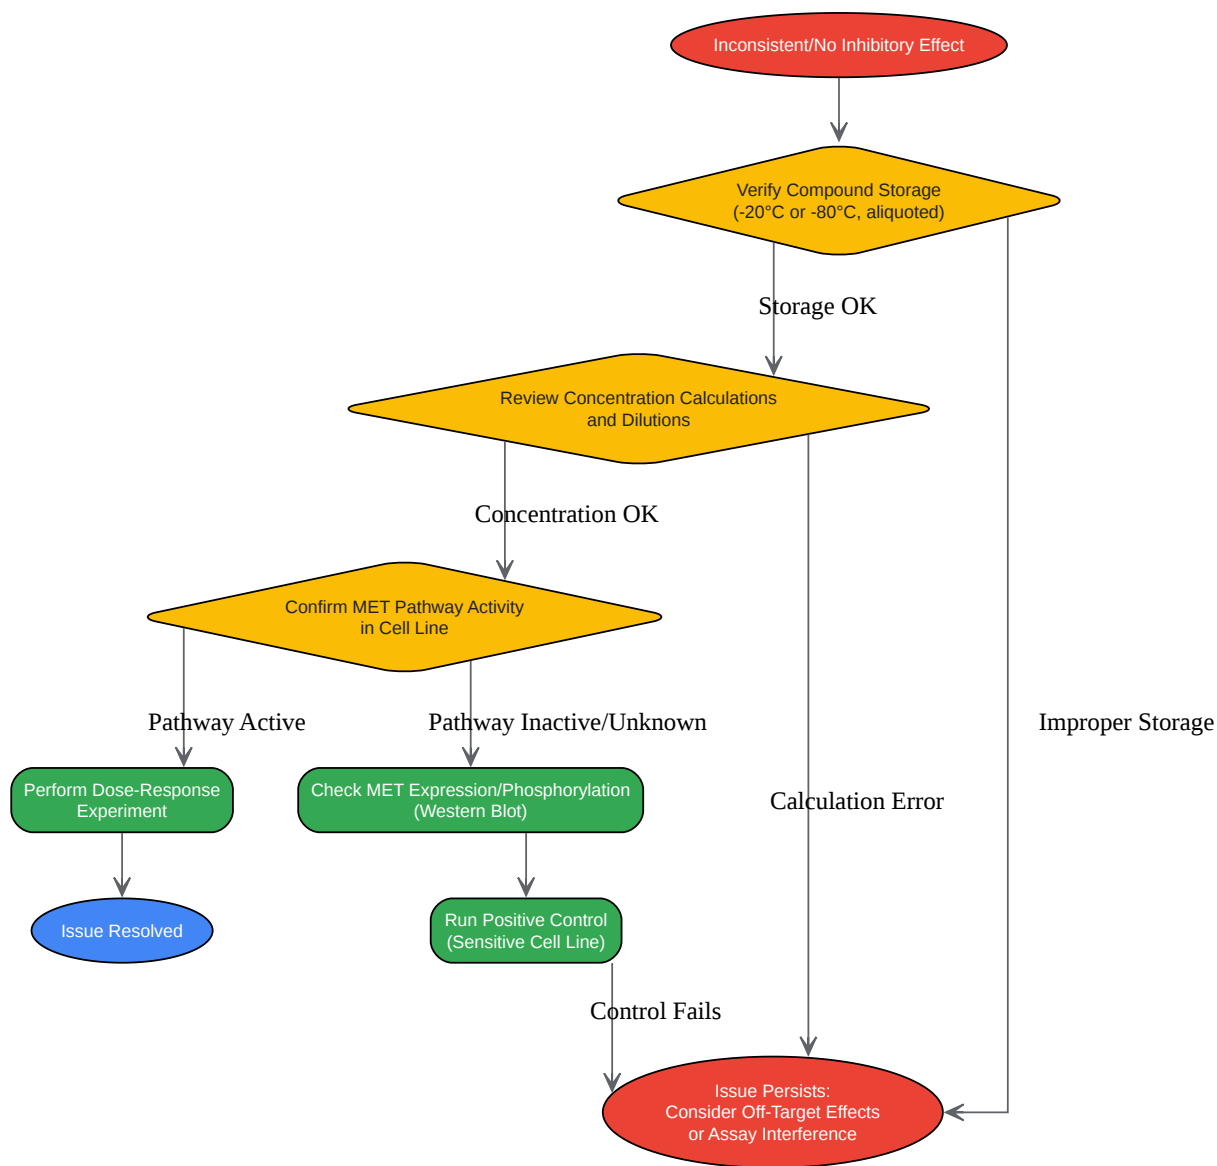 Inconsistent/No Inhibitory Effect
Verify Compound Storage
(-20°C or -80°C, aliquoted)
Storage OK
Review Concentration Calculations
and Dilutions
Concentration OK
Confirm MET Pathway Activity
in Cell Line
Pathway Active
Pathway Inactive/Unknown
Improper Storage
Perform Dose-Response
Experiment
Check MET Expression/Phosphorylation
(Western Blot)
Calculation Error
Issue Resolved
Run Positive Control
(Sensitive Cell Line)
Control Fails
Issue Persists:
Consider Off-Target Effects
or Assay Interference